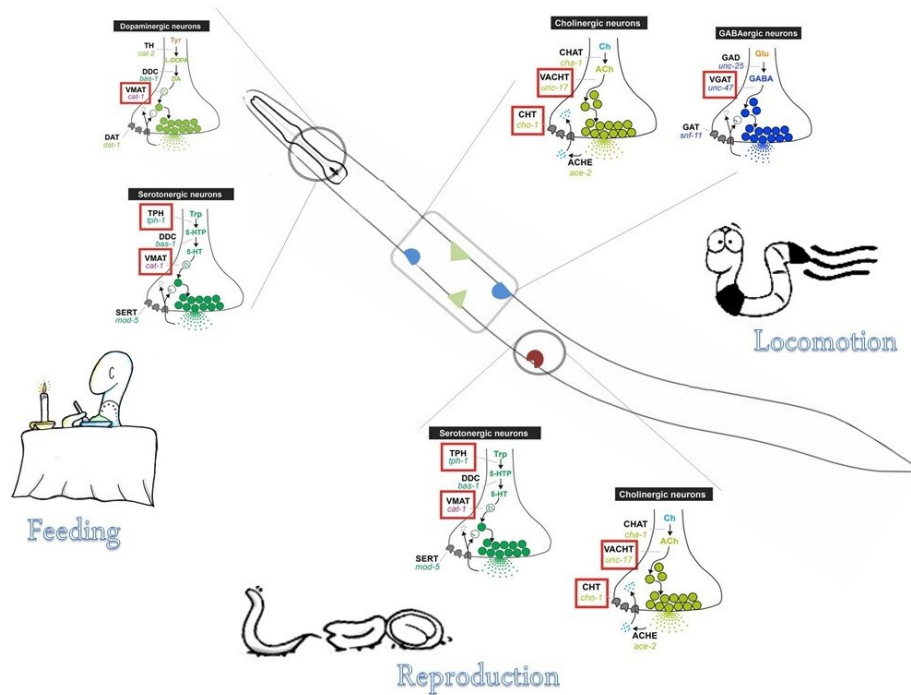 Dopaminergic neurons
Tyr
TH
cat-2
L-DOPA
DDC
bas-1
DA
VMAT
cat-1
DAT
dat-1
Cholinergic neurons
Ch
CHAT
cha-1
ACh
VACHT
unc-17
CHT
cho-1
ACHE
ace-2
GABAergic neurons
Glu
GAD
unc-25
GABA
VGAT
unc-47
GAT
snf-11
Serotonergic neurons
Trp
TPH
tph-1
5-HTP
DDC
bas-1
5-HT
VMAT
cat-1
SERT
mod-5
Locomotion
C
Feeding
Serotonergic neurons
Trp
TPH
tph-1
5-HTP
DDC
bas-1
5-HT
VMAT
cat-1
SERT
mod-5
Cholinergic neurons
Ch
CHAT
cha-1
ACh
VACHT
unc-17
CHT
cho-1
ACHE
ace-2
Reproduction